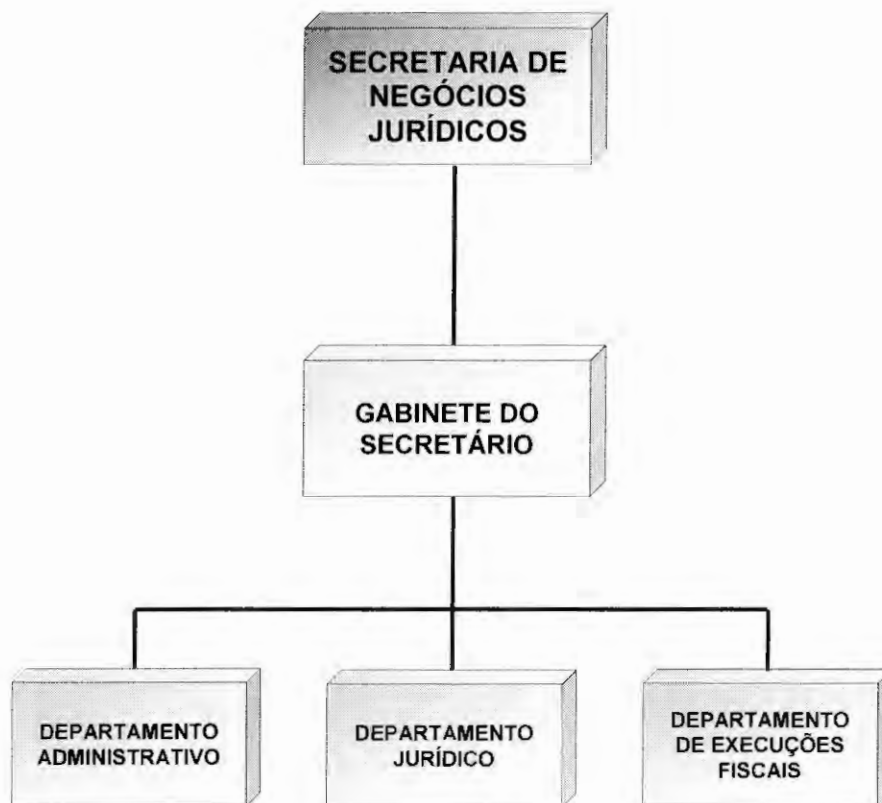 SECRETARIA DE
NEGÓCIOS
JURÍDICOS
GABINETE DO
SECRETÁRIO
DEPARTAMENTO
ADMINISTRATIVO
DEPARTAMENTO
JURÍDICO
DEPARTAMENTO
DE EXECUÇÕES
FISCAIS